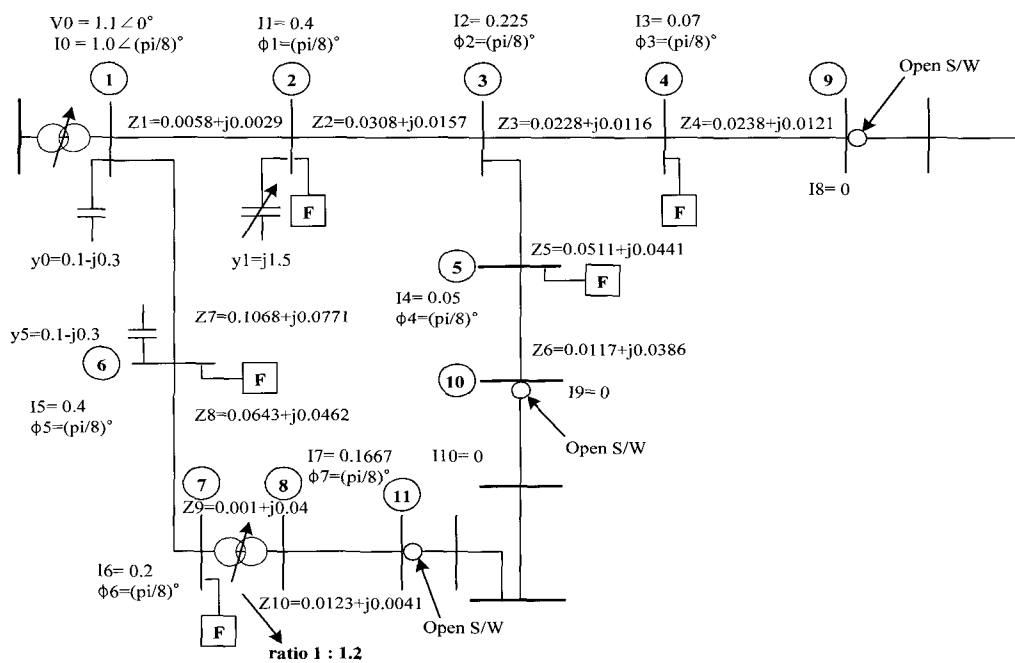 V0 = 1.1∠0°
I0 = 1.0∠(pi/8)°
I1= 0.4
ϕ1=(pi/8)°
I2= 0.225
ϕ2=(pi/8)°
I3= 0.07
ϕ3=(pi/8)°
Open S/W
1
2
3
4
9
Z1=0.0058+j0.0029
Z2=0.0308+j0.0157
Z3=0.0228+j0.0116
Z4=0.0238+j0.0121
I8= 0
F
F
y0=0.1-j0.3
y1=j1.5
Z5=0.0511+j0.0441
5
F
I4= 0.05
ϕ4=(pi/8)°
Z7=0.1068+j0.0771
y5=0.1-j0.3
Z6=0.0117+j0.0386
6
F
10
I9= 0
Z8=0.0643+j0.0462
I5= 0.4
ϕ5=(pi/8)°
Open S/W
I7= 0.1667
ϕ7=(pi/8)°
I10= 0
7
8
11
Z9=0.001+j0.04
I6= 0.2
ϕ6=(pi/8)°
Z10=0.0123+j0.0041
Open S/W
F
ratio 1 : 1.2